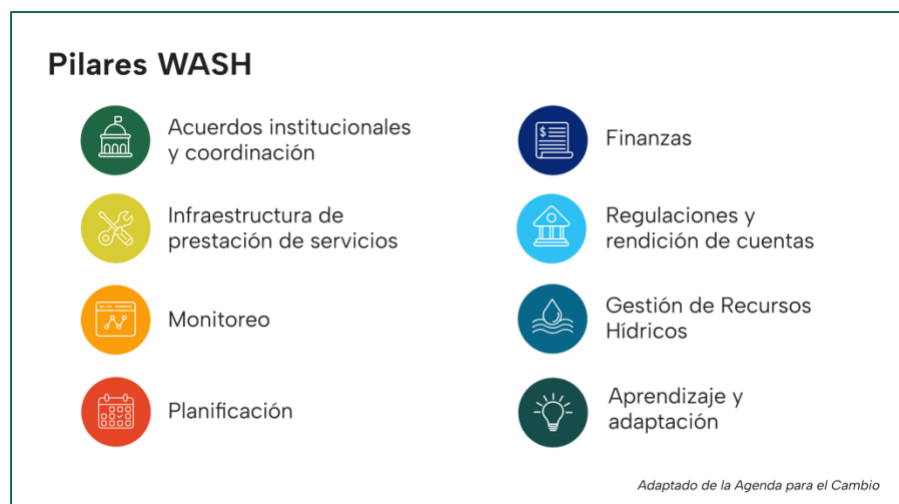 Pilares WASH
Acuerdos institucionales
y coordinación
Infraestructura de
prestación de servicios
Monitoreo
Planificación
$
Finanzas
Regulaciones y
rendición de cuentas
Gestión de Recursos
Hídricos
Aprendizaje y
adaptación
Adaptado de la Agenda para el Cambio